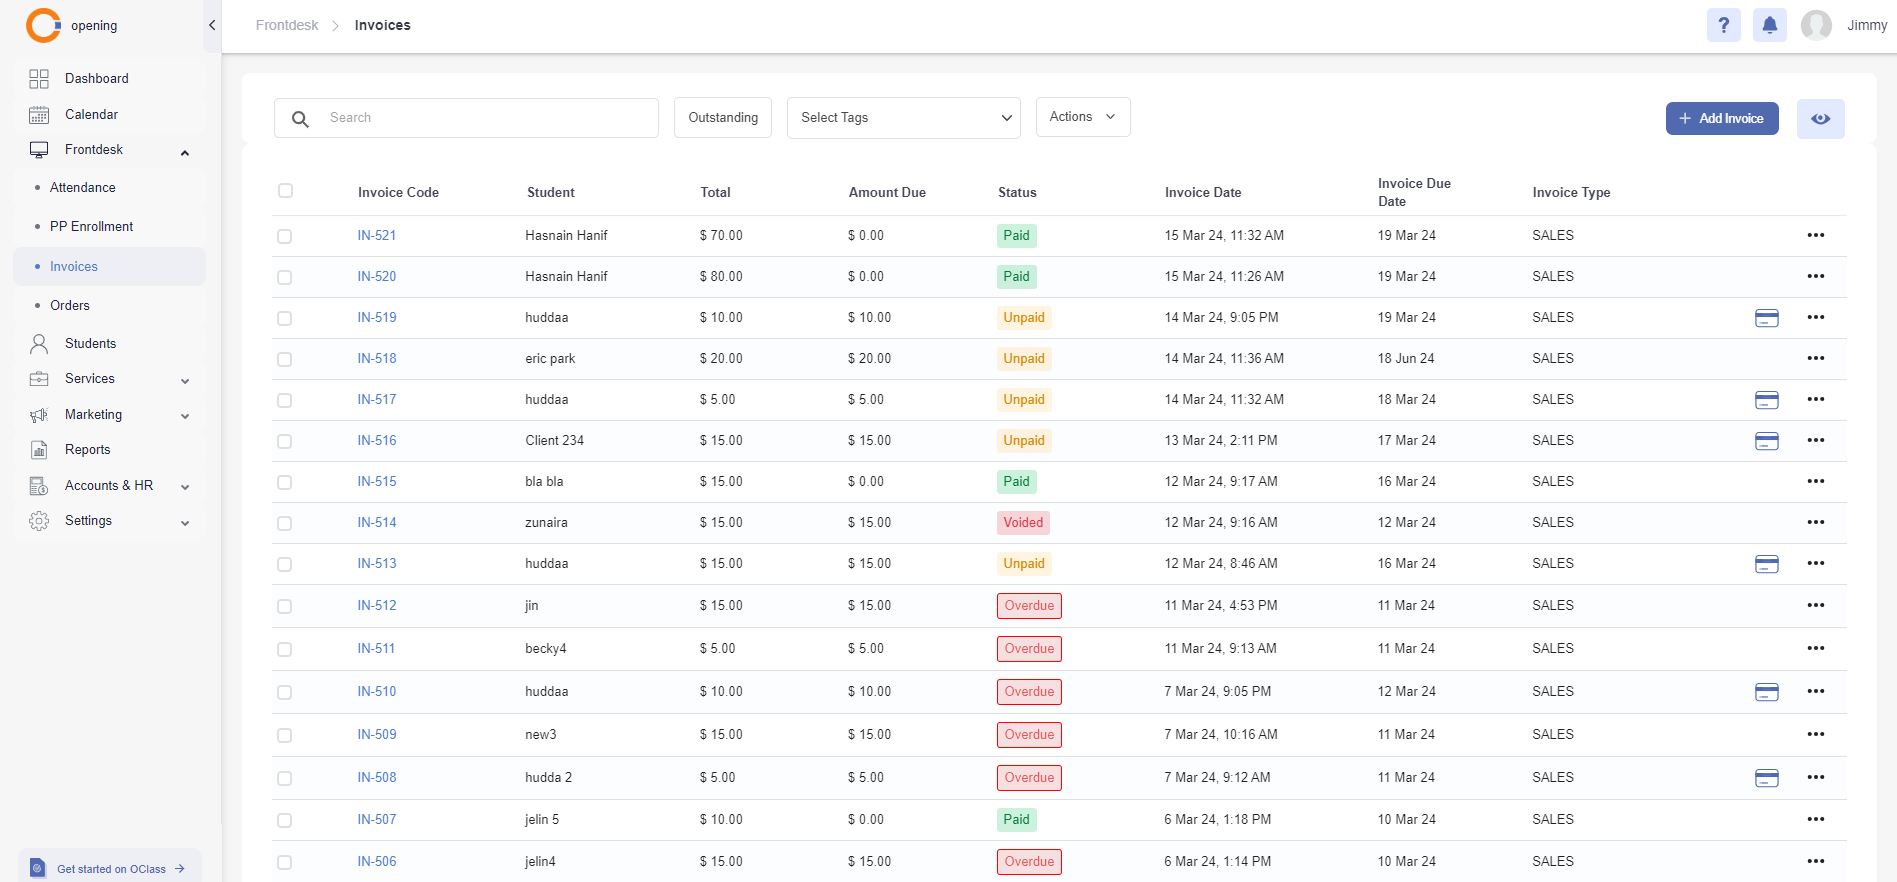 opening
Frontdesk Invoices
? Jimmy
Dashboard
Calendar
Frontdesk
Attendance
PP Enrollment
Invoices
Orders
Students
Services
Marketing
Reports
Accounts & HR
Settings
Get started on OClass →
Search Outstanding Select Tags Actions + Add Invoice
Invoice Code Student Total Amount Due Status Invoice Date Invoice Due Date Invoice Type
IN-521 Hasnain Hanif $ 70.00 $ 0.00 Paid 15 Mar 24, 11:32 AM 19 Mar 24 SALES
IN-520 Hasnain Hanif $ 80.00 $ 0.00 Paid 15 Mar 24, 11:26 AM 19 Mar 24 SALES
IN-519 huddaa $ 10.00 $ 10.00 Unpaid 14 Mar 24, 9:05 PM 19 Mar 24 SALES
IN-518 eric park $ 20.00 $ 20.00 Unpaid 14 Mar 24, 11:36 AM 18 Jun 24 SALES
IN-517 huddaa $ 5.00 $ 5.00 Unpaid 14 Mar 24, 11:32 AM 18 Mar 24 SALES
IN-516 Client 234 $ 15.00 $ 15.00 Unpaid 13 Mar 24, 2:11 PM 17 Mar 24 SALES
IN-515 bla bla $ 15.00 $ 0.00 Paid 12 Mar 24, 9:17 AM 16 Mar 24 SALES
IN-514 zunaira $ 15.00 $ 15.00 Voided 12 Mar 24, 9:16 AM 12 Mar 24 SALES
IN-513 huddaa $ 15.00 $ 15.00 Unpaid 12 Mar 24, 8:46 AM 16 Mar 24 SALES
IN-512 jin $ 15.00 $ 15.00 Overdue 11 Mar 24, 4:53 PM 11 Mar 24 SALES
IN-511 becky4 $ 5.00 $ 5.00 Overdue 11 Mar 24, 9:13 AM 11 Mar 24 SALES
IN-510 huddaa $ 10.00 $ 10.00 Overdue 7 Mar 24, 9:05 PM 12 Mar 24 SALES
IN-509 new3 $ 15.00 $ 15.00 Overdue 7 Mar 24, 10:16 AM 11 Mar 24 SALES
IN-508 hudda 2 $ 5.00 $ 5.00 Overdue 7 Mar 24, 9:12 AM 11 Mar 24 SALES
IN-507 jelin 5 $ 10.00 $ 0.00 Paid 6 Mar 24, 1:18 PM 10 Mar 24 SALES
IN-506 jelin4 $ 15.00 $ 15.00 Overdue 6 Mar 24, 1:14 PM 10 Mar 24 SALES